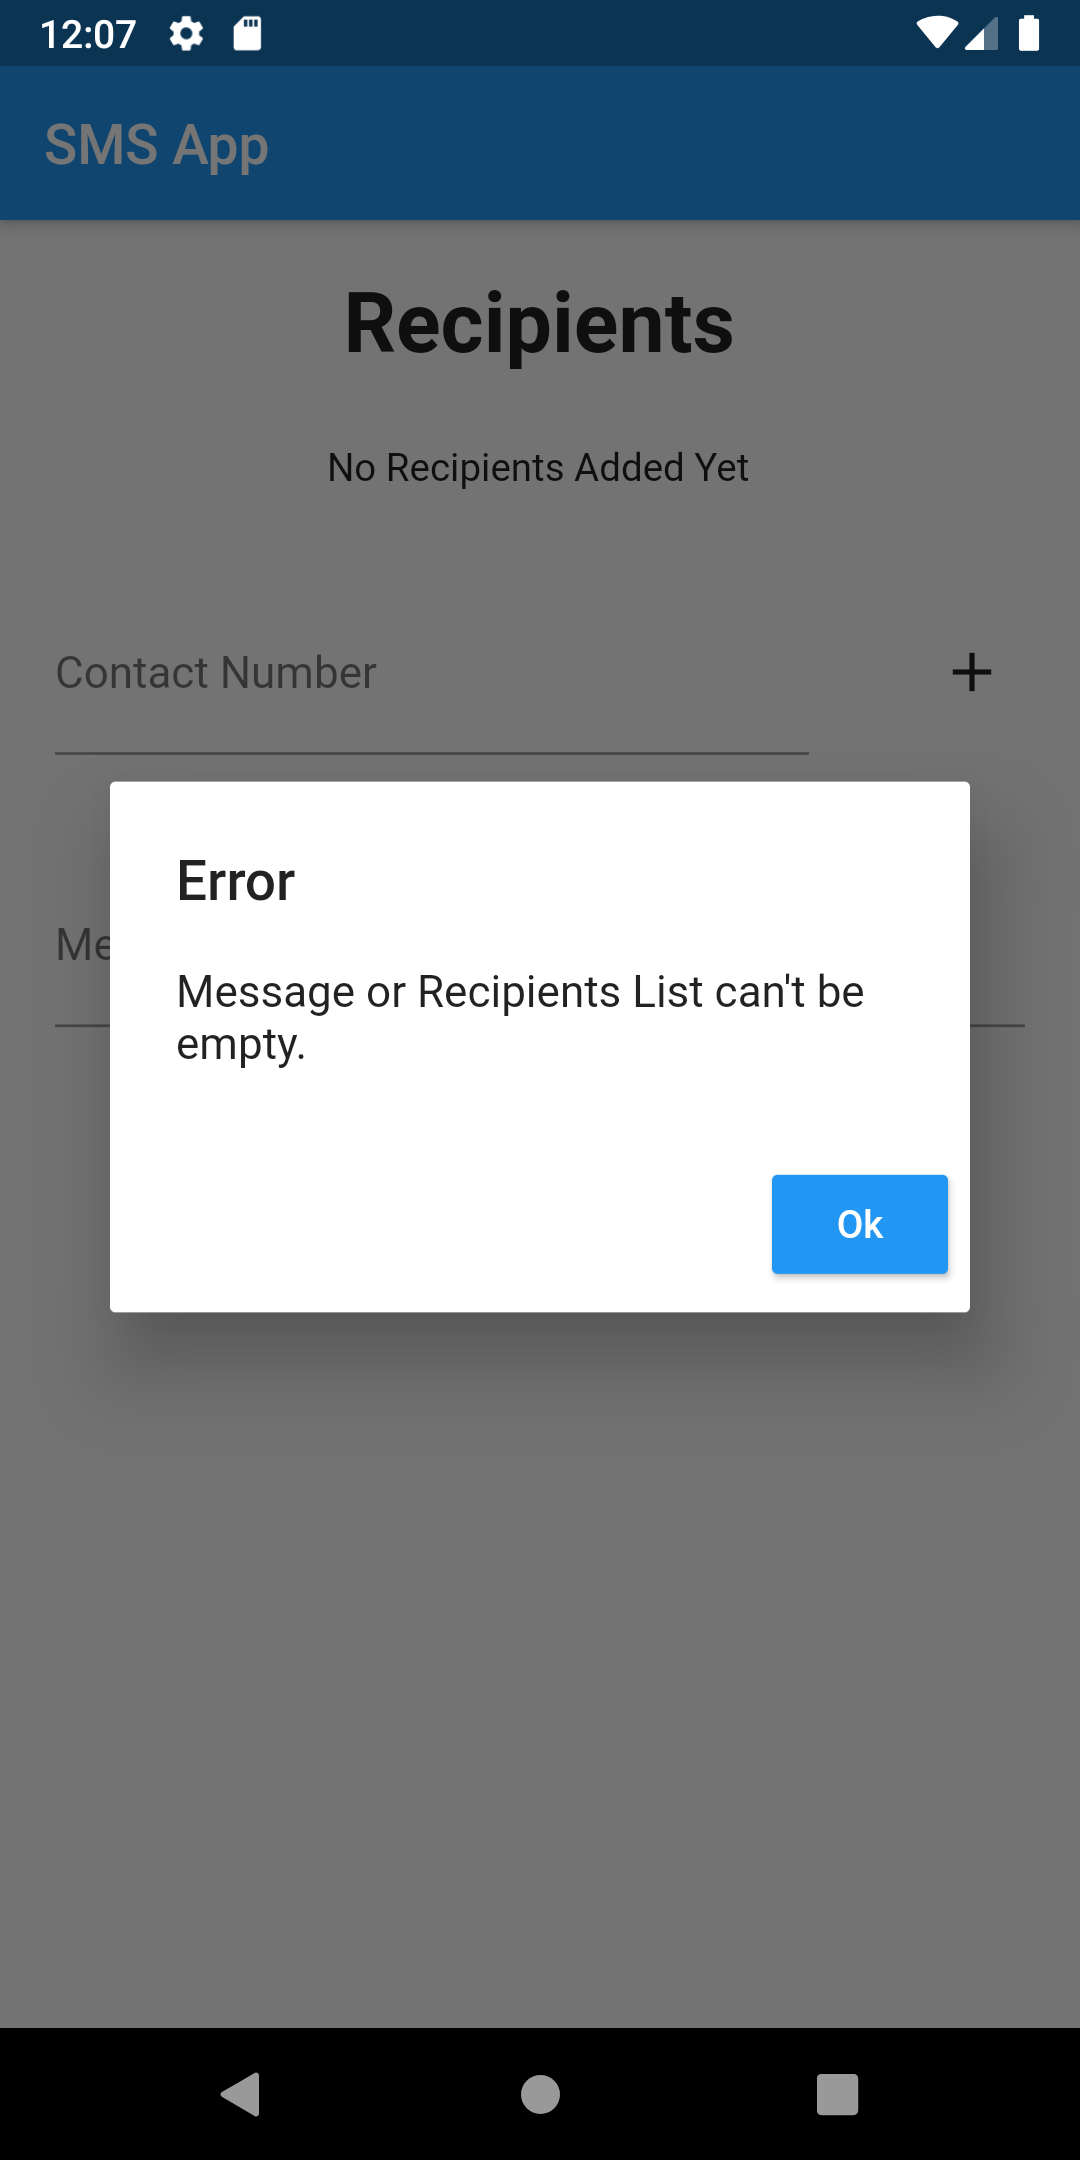 12:07
SMS App
Recipients
No Recipients Added Yet
Contact Number
Error
Message or Recipients List can't be
empty.
Ok